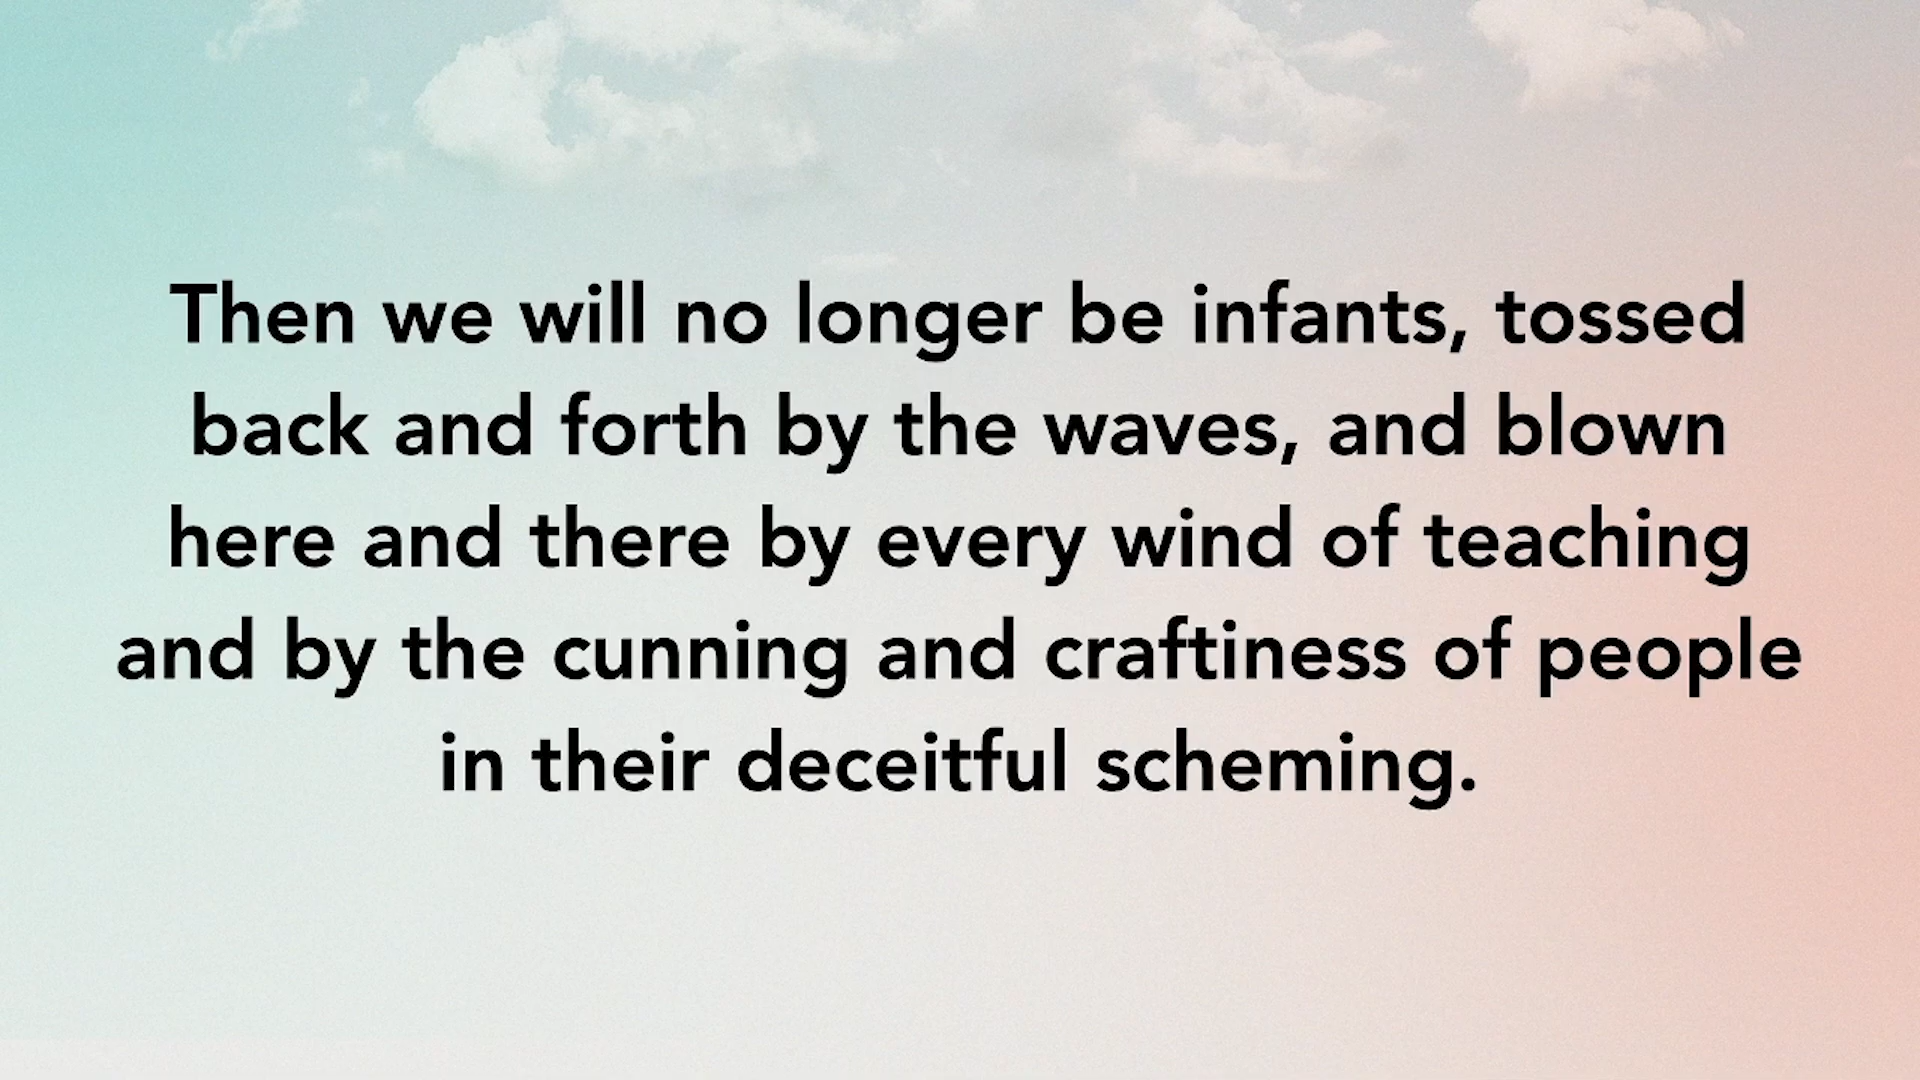 Then we will no longer be infants, tossed
back and forth by the waves, and blown
here and there by every wind of teaching
and by the cunning and craftiness of people
in their deceitful scheming.